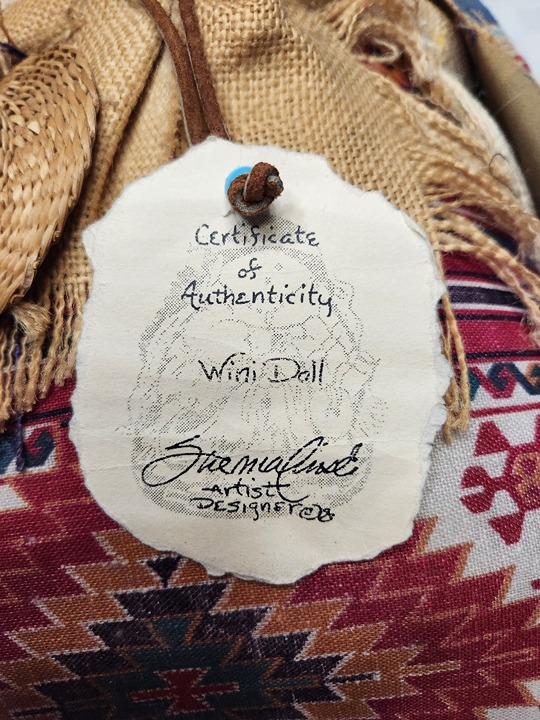 Certificate
of
Authenticity
Wini Doll
Artist
Designer ©